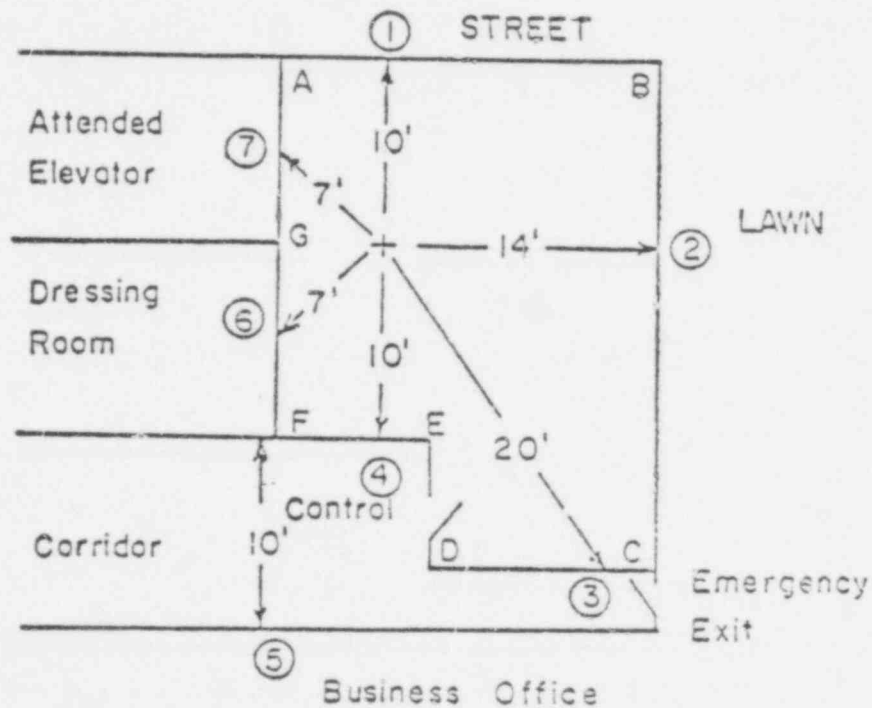 ① STREET
A B
Attended
Elevator
⑦ 10'
7'
G 14' ② LAWN
Dressing
Room
⑥ 7'
10'
F E
20'
④
Control
Corridor 10' D C
③ Emergency
Exit
⑤
Business Office